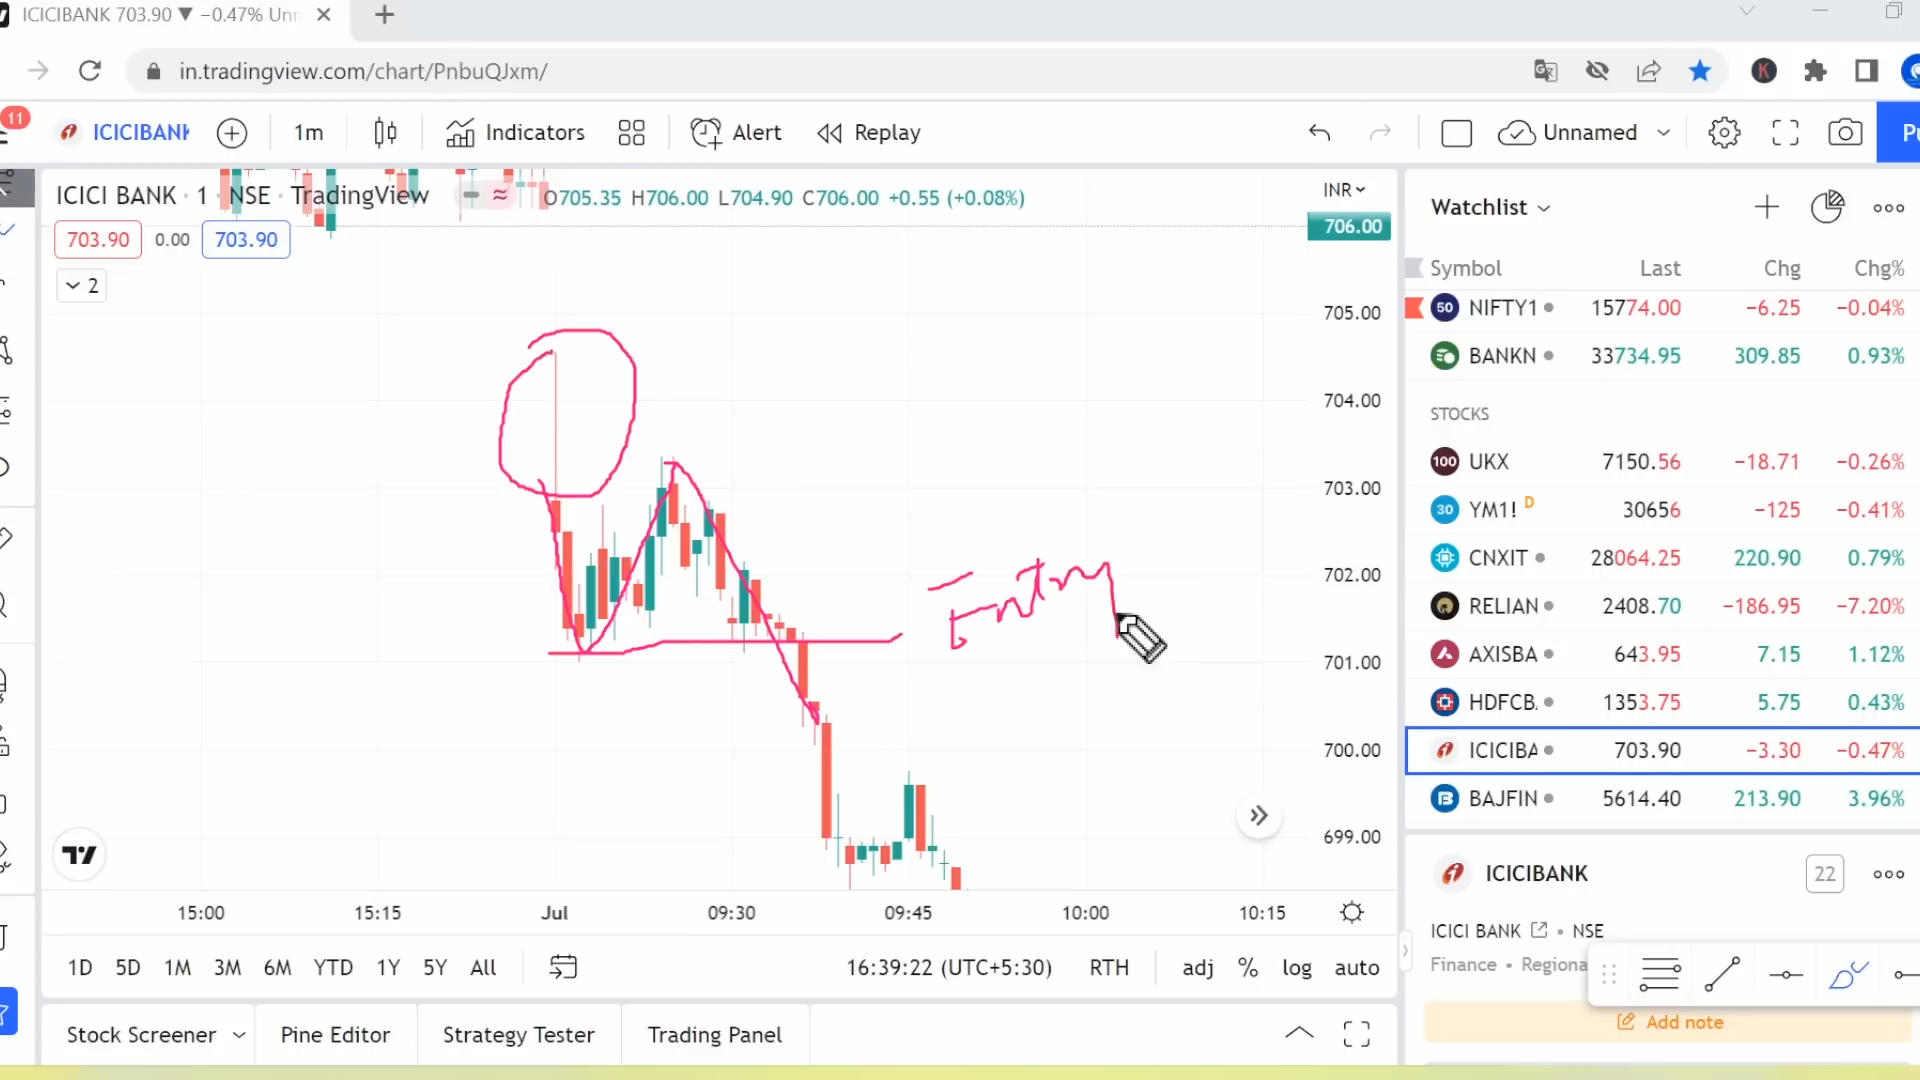 ICICIBANK 703.90 ▼ −0.47% Unn
in.tradingview.com/chart/PnbuQJxm/
K
11
ICICIBANK
1m
Indicators
Alert
Replay
Unnamed
ICICI BANK · 1 · NSE · TradingView
O705.35 H706.00 L704.90 C706.00 +0.55 (+0.08%)
INR
706.00
703.90 0.00 703.90
2
705.00
704.00
703.00
702.00
701.00
700.00
699.00
Entry
15:00 15:15 Jul 09:30 09:45 10:00 10:15
1D 5D 1M 3M 6M YTD 1Y 5Y All
16:39:22 (UTC+5:30) RTH adj % log auto
Stock Screener Pine Editor Strategy Tester Trading Panel
Watchlist
Symbol Last Chg Chg%
50 NIFTY1 15774.00 −6.25 −0.04%
BANKN 33734.95 309.85 0.93%
STOCKS
100 UKX 7150.56 −18.71 −0.26%
30 YM1! D 30656 −125 −0.41%
CNXIT 28064.25 220.90 0.79%
RELIAN 2408.70 −186.95 −7.20%
AXISBA 643.95 7.15 1.12%
HDFCB. 1353.75 5.75 0.43%
ICICIBA 703.90 −3.30 −0.47%
BAJFIN 5614.40 213.90 3.96%
ICICIBANK
22
ICICI BANK • NSE
Finance • Regiona
Add note